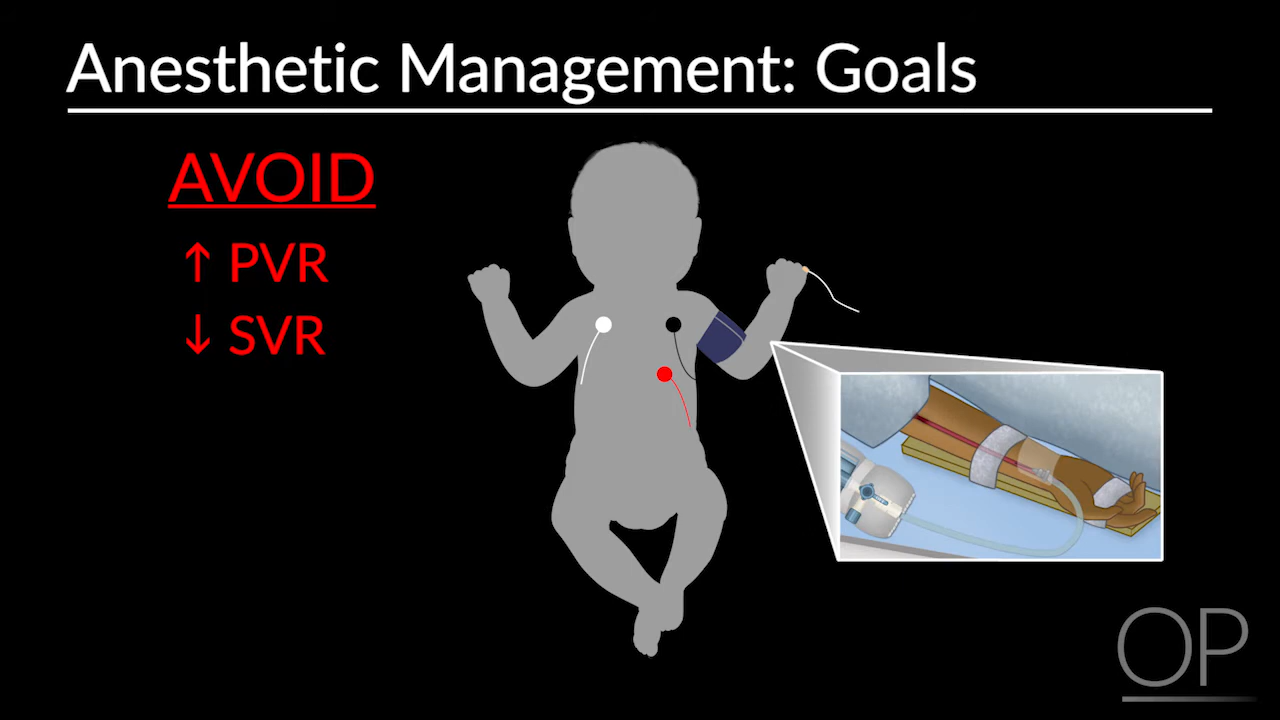 Anesthetic Management: Goals
AVOID
↑ PVR
↓ SVR
OP